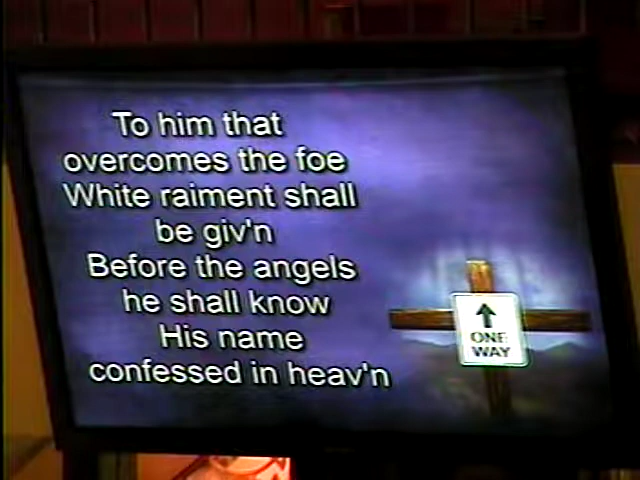 To him that
overcomes the foe
White raiment shall
be giv'n
Before the angels
he shall know
His name
confessed in heav'n
ONE
WAY